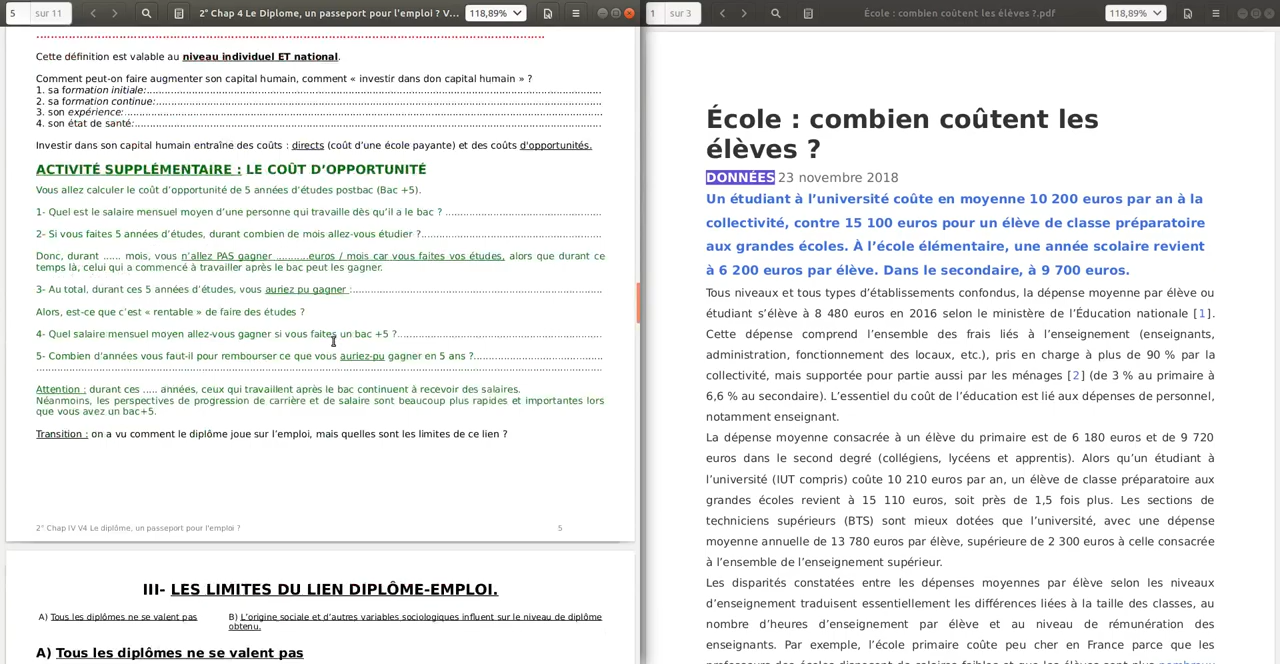 5 sur 11
2° Chap 4 Le Diplome, un passeport pour l'emploi ? V...
118,89%
Cette définition est valable au niveau individuel ET national.
Comment peut-on faire augmenter son capital humain, comment « investir dans don capital humain » ?
1. sa formation initiale:...
2. sa formation continue:...
3. son expérience:...
4. son état de santé:...
Investir dans son capital humain entraîne des coûts : directs (coût d'une école payante) et des coûts d'opportunités.
ACTIVITÉ SUPPLÉMENTAIRE : LE COÛT D'OPPORTUNITÉ
Vous allez calculer le coût d'opportunité de 5 années d'études postbac (Bac +5).
1- Quel est le salaire mensuel moyen d'une personne qui travaille dès qu'il a le bac ? ...
2- Si vous faites 5 années d'études, durant combien de mois allez-vous étudier ?...
Donc, durant ...... mois, vous n'allez PAS gagner ..........euros / mois car vous faites vos études, alors que durant ce
temps là, celui qui a commencé à travailler après le bac peut les gagner.
3- Au total, durant ces 5 années d'études, vous auriez pu gagner :...
Alors, est-ce que c'est « rentable » de faire des études ?
4- Quel salaire mensuel moyen allez-vous gagner si vous faites un bac +5 ?...
5- Combien d'années vous faut-il pour rembourser ce que vous auriez-pu gagner en 5 ans ?...
Attention : durant ces ..... années, ceux qui travaillent après le bac continuent à recevoir des salaires.
Néanmoins, les perspectives de progression de carrière et de salaire sont beaucoup plus rapides et importantes lors
que vous avez un bac+5.
Transition : on a vu comment le diplôme joue sur l'emploi, mais quelles sont les limites de ce lien ?
2° Chap IV V4 Le diplôme, un passeport pour l'emploi ?
5
III- LES LIMITES DU LIEN DIPLÔME-EMPLOI.
A) Tous les diplômes ne se valent pas
B) L'origine sociale et d'autres variables sociologiques influent sur le niveau de diplôme
obtenu.
A) Tous les diplômes ne se valent pas
1 sur 3
École : combien coûtent les élèves ?.pdf
118,89%
École : combien coûtent les
élèves ?
DONNÉES 23 novembre 2018
Un étudiant à l'université coûte en moyenne 10 200 euros par an à la
collectivité, contre 15 100 euros pour un élève de classe préparatoire
aux grandes écoles. À l'école élémentaire, une année scolaire revient
à 6 200 euros par élève. Dans le secondaire, à 9 700 euros.
Tous niveaux et tous types d'établissements confondus, la dépense moyenne par élève ou
étudiant s'élève à 8 480 euros en 2016 selon le ministère de l'Éducation nationale [1].
Cette dépense comprend l'ensemble des frais liés à l'enseignement (enseignants,
administration, fonctionnement des locaux, etc.), pris en charge à plus de 90 % par la
collectivité, mais supportée pour partie aussi par les ménages [2] (de 3 % au primaire à
6,6 % au secondaire). L'essentiel du coût de l'éducation est lié aux dépenses de personnel,
notamment enseignant.
La dépense moyenne consacrée à un élève du primaire est de 6 180 euros et de 9 720
euros dans le second degré (collégiens, lycéens et apprentis). Alors qu'un étudiant à
l'université (IUT compris) coûte 10 210 euros par an, un élève de classe préparatoire aux
grandes écoles revient à 15 110 euros, soit près de 1,5 fois plus. Les sections de
techniciens supérieurs (BTS) sont mieux dotées que l'université, avec une dépense
moyenne annuelle de 13 780 euros par élève, supérieure de 2 300 euros à celle consacrée
à l'ensemble de l'enseignement supérieur.
Les disparités constatées entre les dépenses moyennes par élève selon les niveaux
d'enseignement traduisent essentiellement les différences liées à la taille des classes, au
nombre d'heures d'enseignement par élève et au niveau de rémunération des
enseignants. Par exemple, l'école primaire coûte peu cher en France parce que les
professeurs des écoles disposent de salaires faibles et que les élèves sont plus nombreux